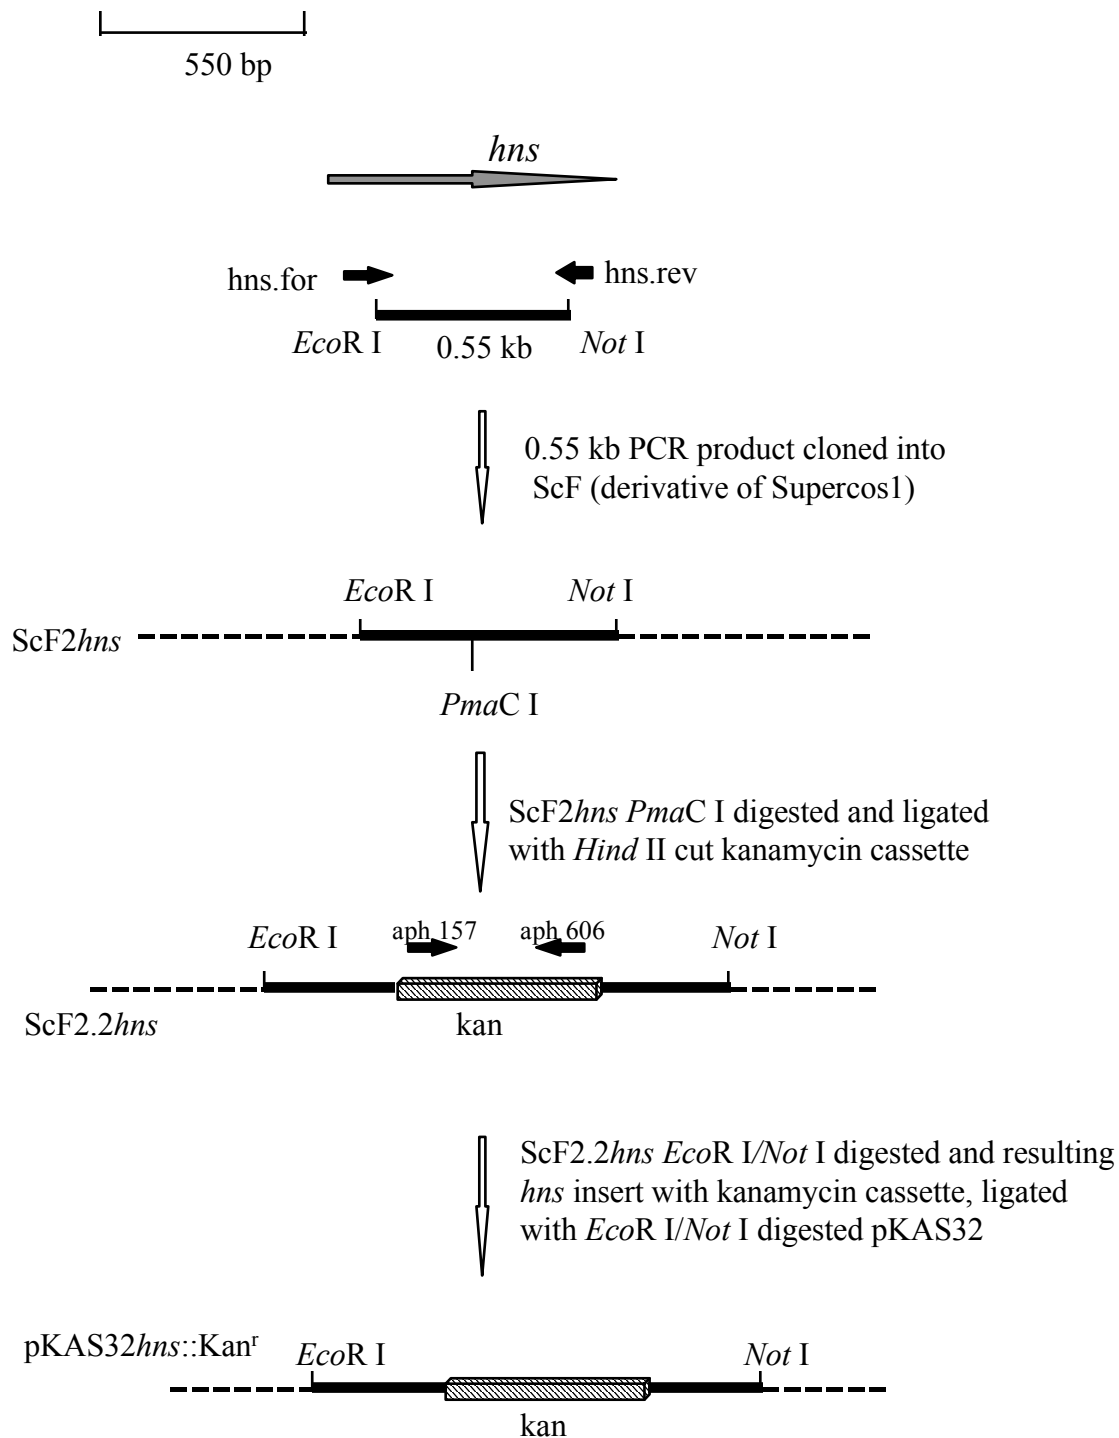 550 bp
hns
hns.for
hns.rev
EcoR I
0.55 kb
Not I
0.55 kb PCR product cloned into
ScF (derivative of Supercos1)
EcoR I
Not I
ScF2hns
PmaC I
ScF2hns PmaC I digested and ligated
with Hind II cut kanamycin cassette
EcoR I
aph 157
aph 606
Not I
ScF2.2hns
kan
ScF2.2hns EcoR I/Not I digested and resulting
hns insert with kanamycin cassette, ligated
with EcoR I/Not I digested pKAS32
pKAS32hns::Kanʳ
EcoR I
Not I
kan